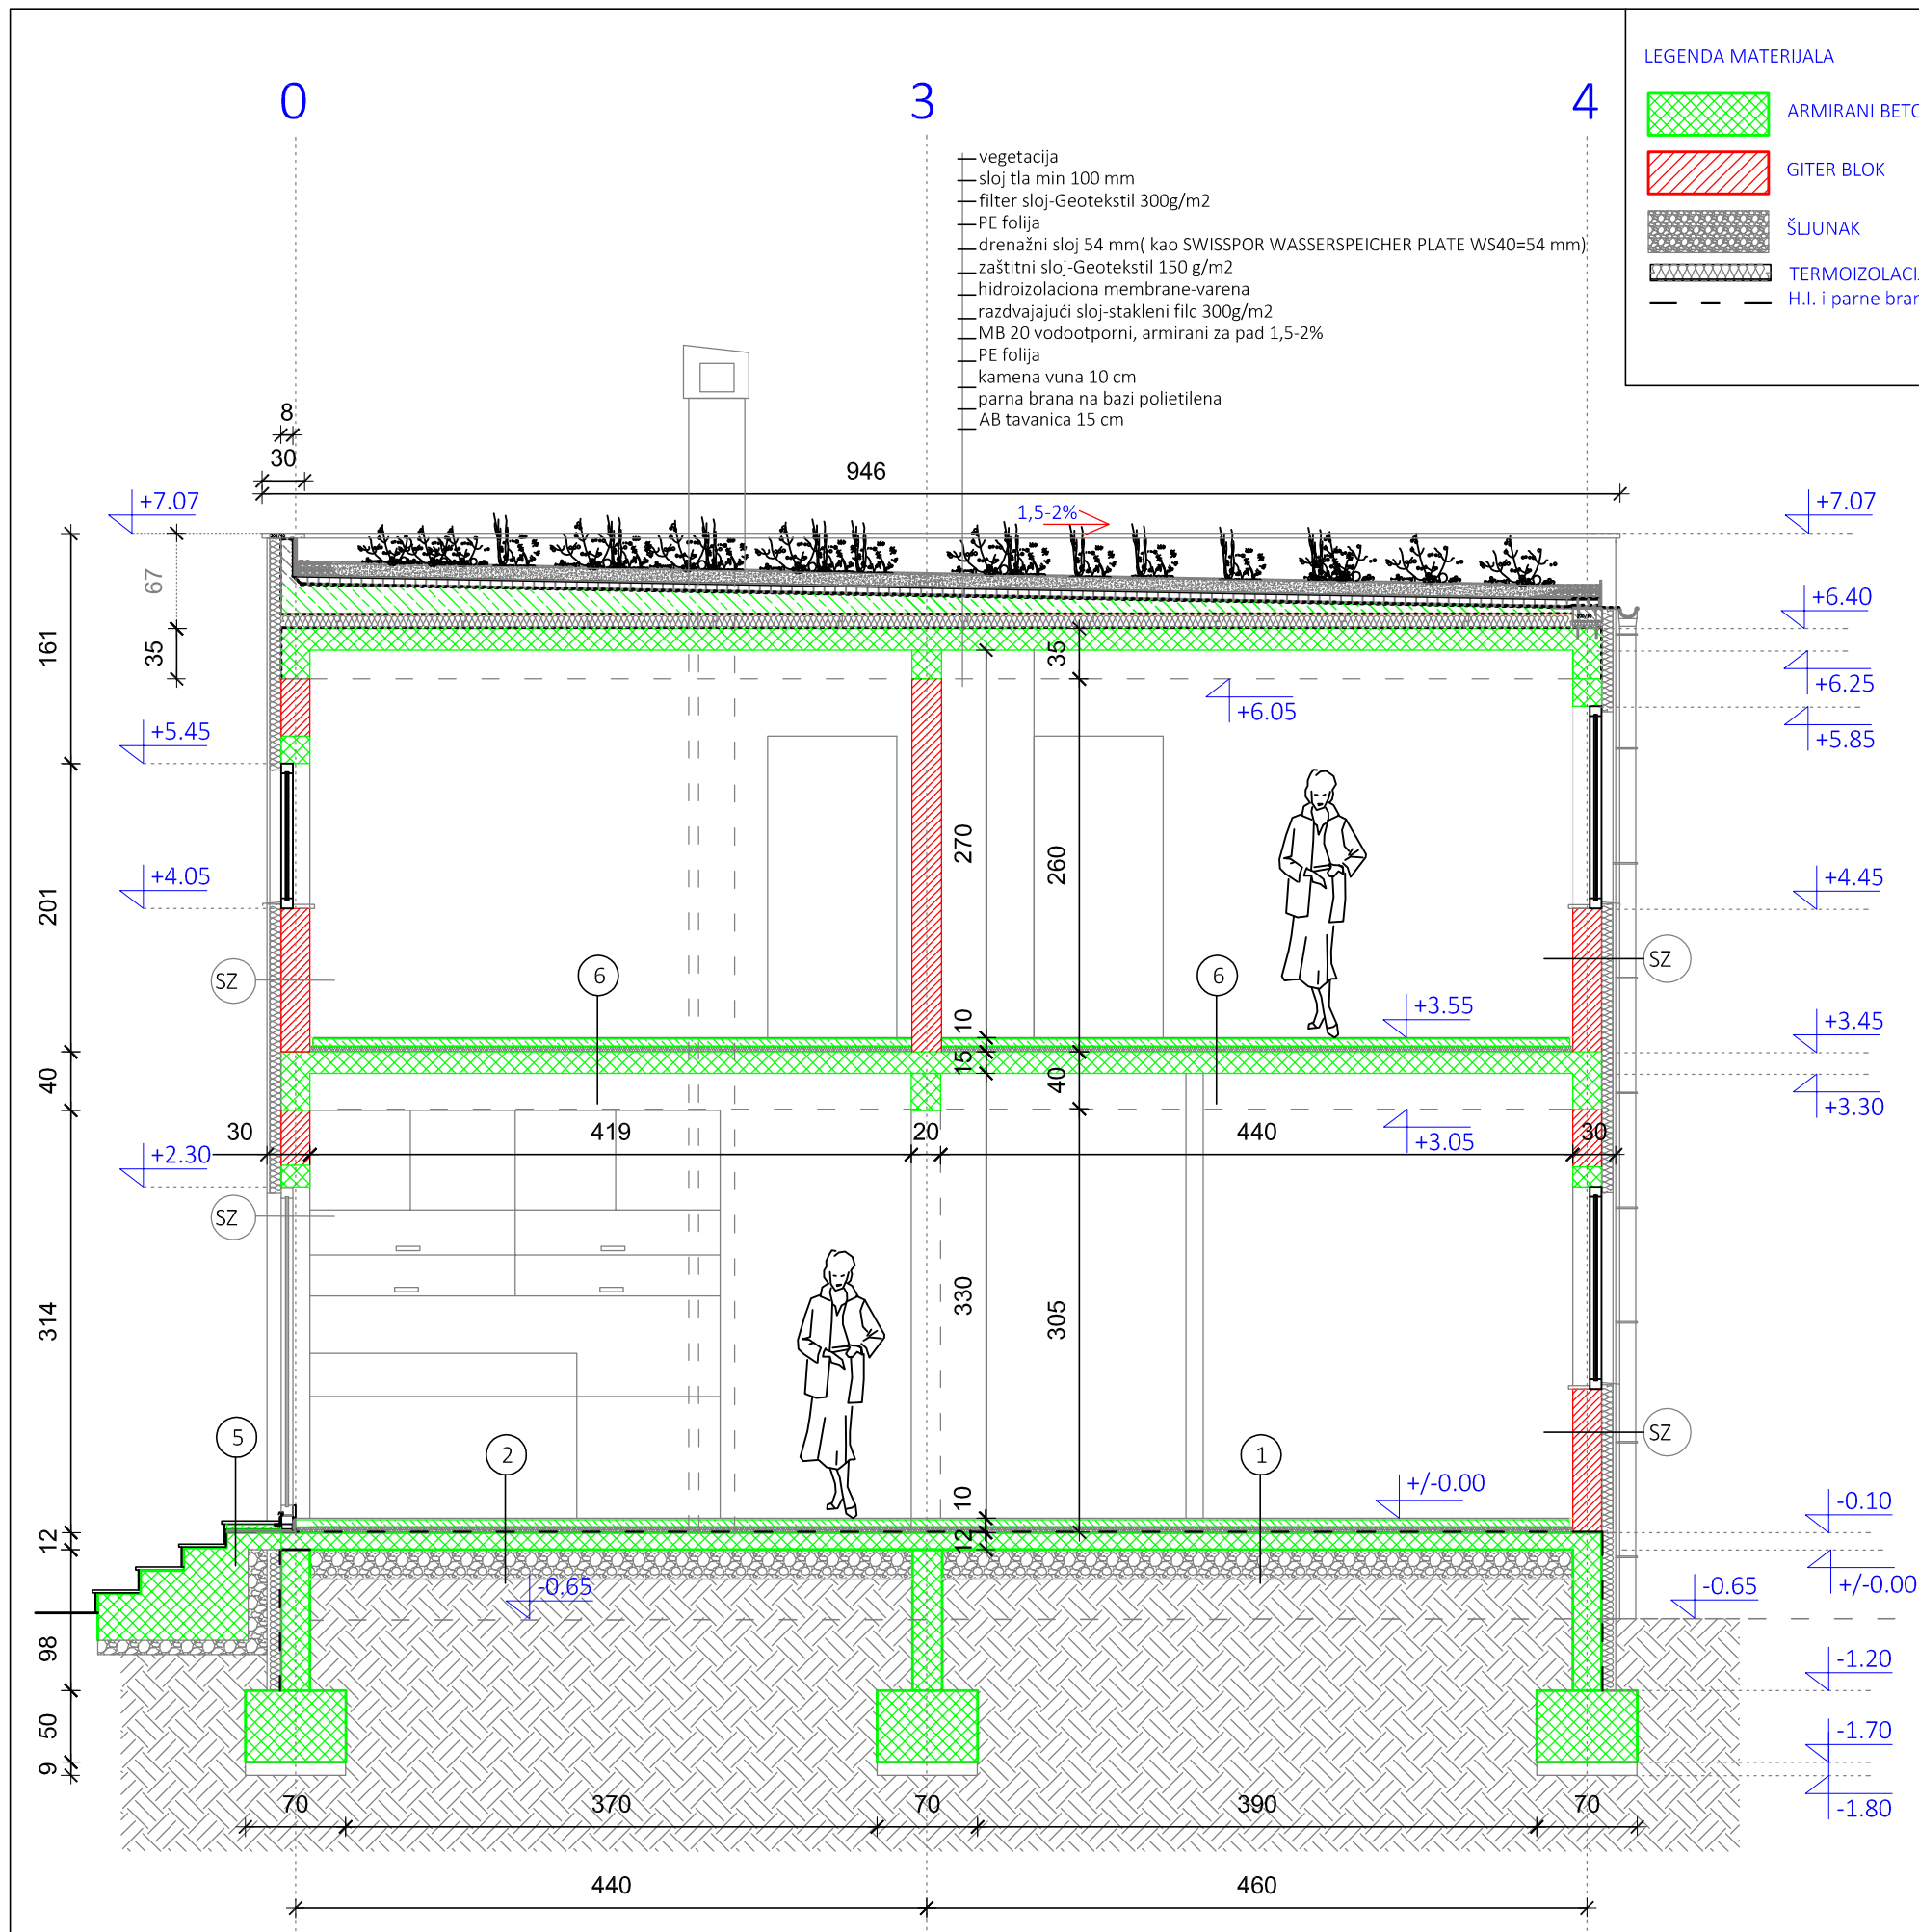 LEGENDA MATERIJALA
ARMIRANI BETO
GITER BLOK
ŠLJUNAK
TERMOIZOLACI
H.I. i parne bran
0
3
4
vegetacija
sloj tla min 100 mm
filter sloj-Geotekstil 300g/m2
PE folija
drenažni sloj 54 mm( kao SWISSPOR WASSERSPEICHER PLATE WS40=54 mm)
zaštitni sloj-Geotekstil 150 g/m2
hidroizolaciona membrane-varena
razdvajajući sloj-stakleni filc 300g/m2
MB 20 vodootporni, armirani za pad 1,5-2%
PE folija
kamena vuna 10 cm
parna brana na bazi polietilena
AB tavanica 15 cm
8
30
946
+7.07
1,5-2%
+7.07
67
+6.40
161
35
35
+6.25
+6.05
+5.45
+5.85
270
260
201
+4.05
+4.45
SZ
6
6
SZ
10
+3.55
+3.45
15
40
40
+3.30
30
419
20
440
+3.05
30
+2.30
SZ
314
330
305
5
2
1
SZ
10
+/-0.00
-0.10
12
12
-0.65
-0.65
+/-0.00
98
-1.20
50
-1.70
9
-1.80
70
370
70
390
70
440
460